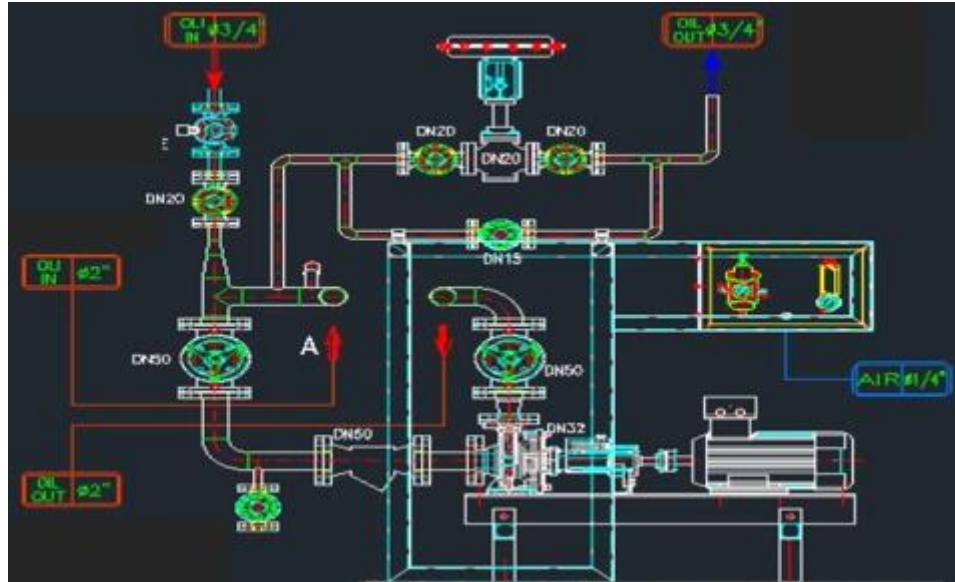 OLI IN ø3/4"
OIL OUT ø3/4"
DN20
DN20
DN20
DN20
DN15
OLI IN ø2"
A
DN50
DN50
AIR ø1/4"
DN50
DN32
OIL OUT ø2"